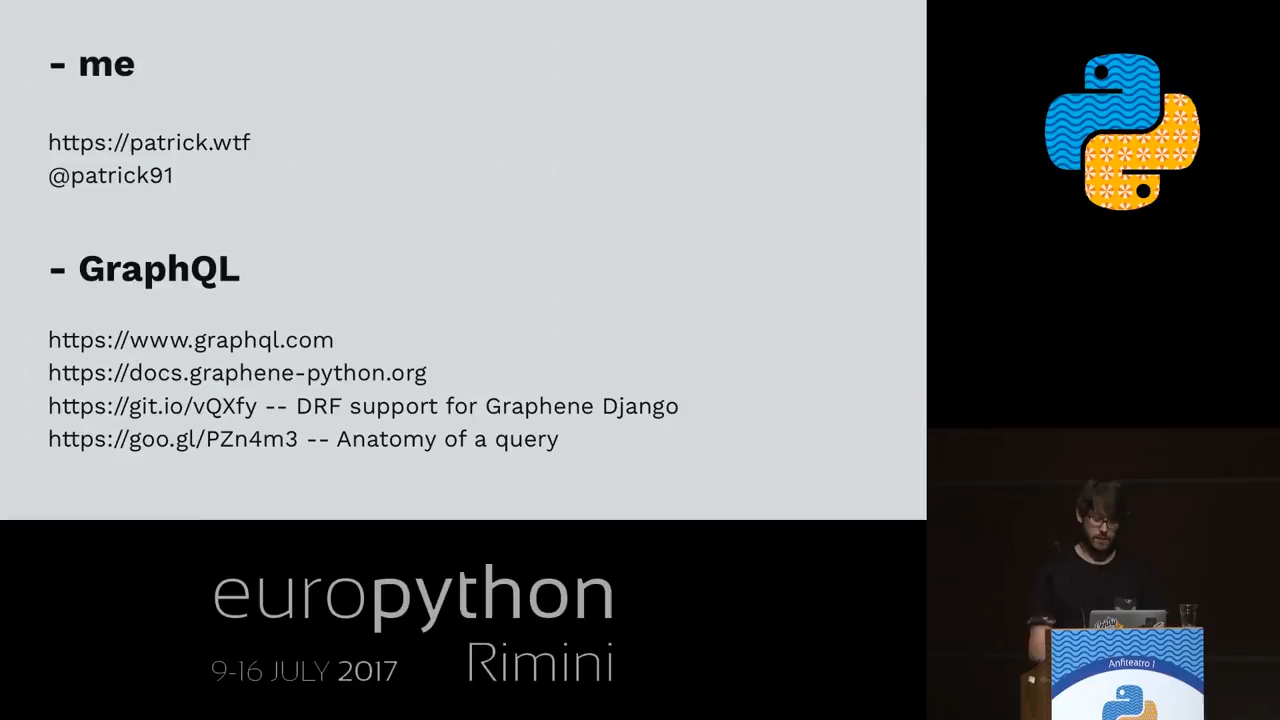 - me
https://patrick.wtf
@patrick91
- GraphQL
https://www.graphql.com
https://docs.graphene-python.org
https://git.io/vQXfy -- DRF support for Graphene Django
https://goo.gl/PZn4m3 -- Anatomy of a query
europython
9-16 JULY 2017 Rimini
Anfiteatro I